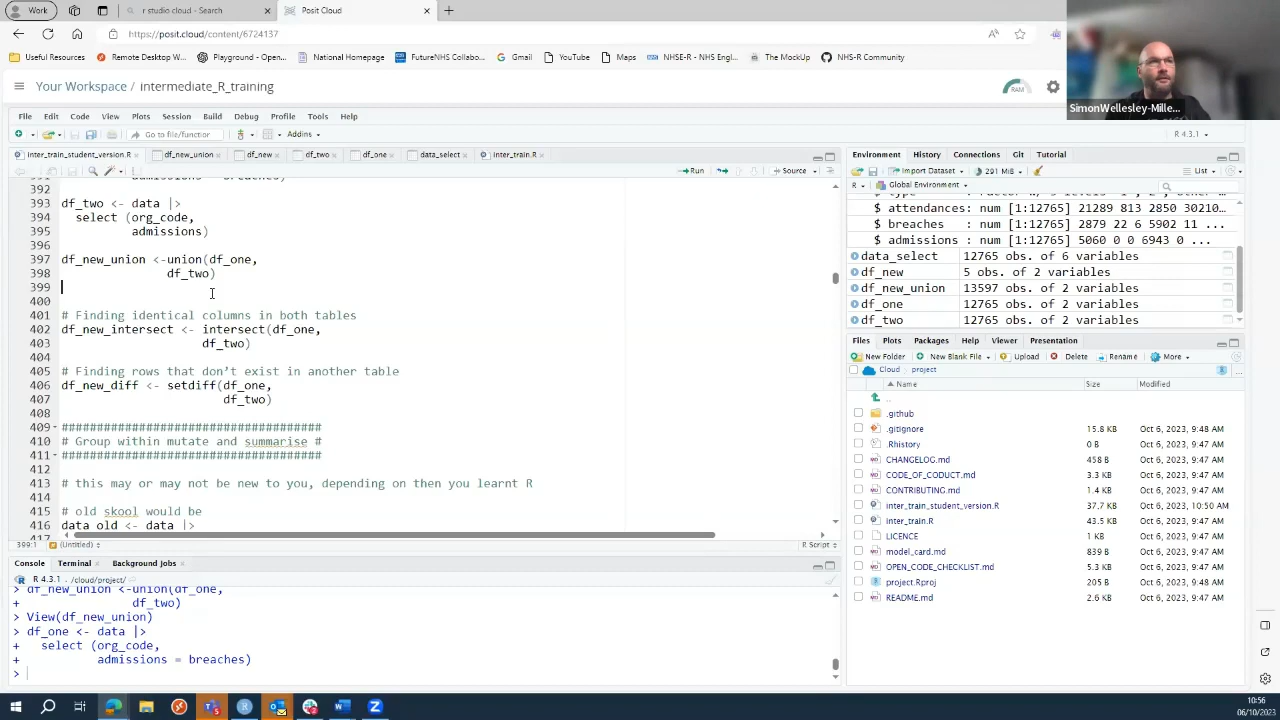 Work
r studio cloud - Search
Posit Cloud
https://posit.cloud/content/6724137
Useful Resources
Remote Desktop W...
Playground - Open...
National Homepage
FutureNHS Collabo...
Gmail
YouTube
Maps
NHSE-R - NHS Engl...
The MockUp
NHS-R Community
SimonWellesley-Mille...
Your Workspace / intermediate_R_training
RAM
File Edit Code View Plots Session Build Debug Profile Tools Help
Go to file/function
Addins
R 4.3.1
inter_train_student_version.R
df_new_union
df_new
df_two
df_one
data_select
inter_train.R
Run
Source
392
393 df_two <- data |>
394 select (org_code,
395 admissions)
396
397 df_new_union <-union(df_one,
398 df_two)
399
400
401 # Finding identical columns in both tables
402 df_new_intersect <- intersect(df_one,
403 df_two)
404
405 # Finding rows that don't exist in another table
406 df_new_diff <- setdiff(df_one,
407 df_two)
408
409 #####################################
410 # Group within mutate and summarise #
411 #####################################
412
413 # this may or may not be new to you, depending on then you learnt R
414
415 # old skool would be
416 data_old <- data |>
417
399:1 (Untitled) R Script
Console Terminal Background Jobs
R 4.3.1 . /cloud/project/
> df_new_union <-union(df_one,
+ df_two)
> View(df_new_union)
> df_one <- data |>
+ select (org_code,
+ admissions = breaches)
>
Environment History Connections Git Tutorial
Import Dataset 291 MiB List
R Global Environment
$ attendances: num [1:12765] 21289 813 2850 30210...
$ breaches : num [1:12765] 2879 22 6 5902 11 ...
$ admissions : num [1:12765] 5060 0 0 6943 0 ...
data_select 12765 obs. of 6 variables
df_new 5 obs. of 2 variables
df_new_union 13597 obs. of 2 variables
df_one 12765 obs. of 2 variables
df_two 12765 obs. of 2 variables
Files Plots Packages Help Viewer Presentation
New Folder New Blank File Upload Delete Rename More
Cloud project
Name Size Modified
..
.github
.gitignore 15.8 KB Oct 6, 2023, 9:48 AM
.Rhistory 0 B Oct 6, 2023, 9:47 AM
CHANGELOG.md 458 B Oct 6, 2023, 9:47 AM
CODE_OF_CODUCT.md 3.3 KB Oct 6, 2023, 9:47 AM
CONTRIBUTING.md 1.4 KB Oct 6, 2023, 9:47 AM
inter_train_student_version.R 37.7 KB Oct 6, 2023, 10:50 AM
inter_train.R 43.5 KB Oct 6, 2023, 9:47 AM
LICENCE 1 KB Oct 6, 2023, 9:47 AM
model_card.md 839 B Oct 6, 2023, 9:47 AM
OPEN_CODE_CHECKLIST.md 5.3 KB Oct 6, 2023, 9:47 AM
project.Rproj 205 B Oct 6, 2023, 9:48 AM
README.md 2.6 KB Oct 6, 2023, 9:47 AM
10:56
06/10/2023